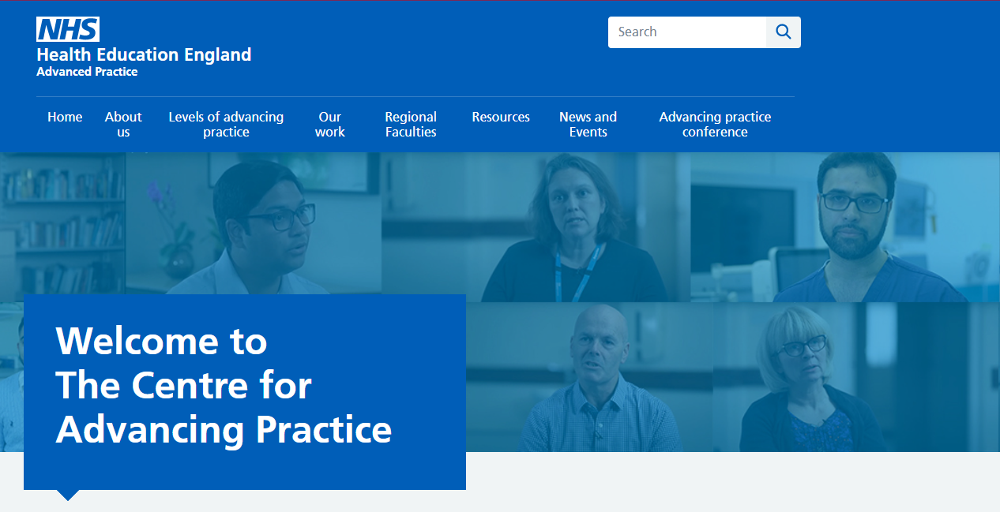 NHS
Health Education England
Advanced Practice
Search
Home
About
us
Levels of advancing
practice
Our
work
Regional
Faculties
Resources
News and
Events
Advancing practice
conference
Welcome to
The Centre for
Advancing Practice